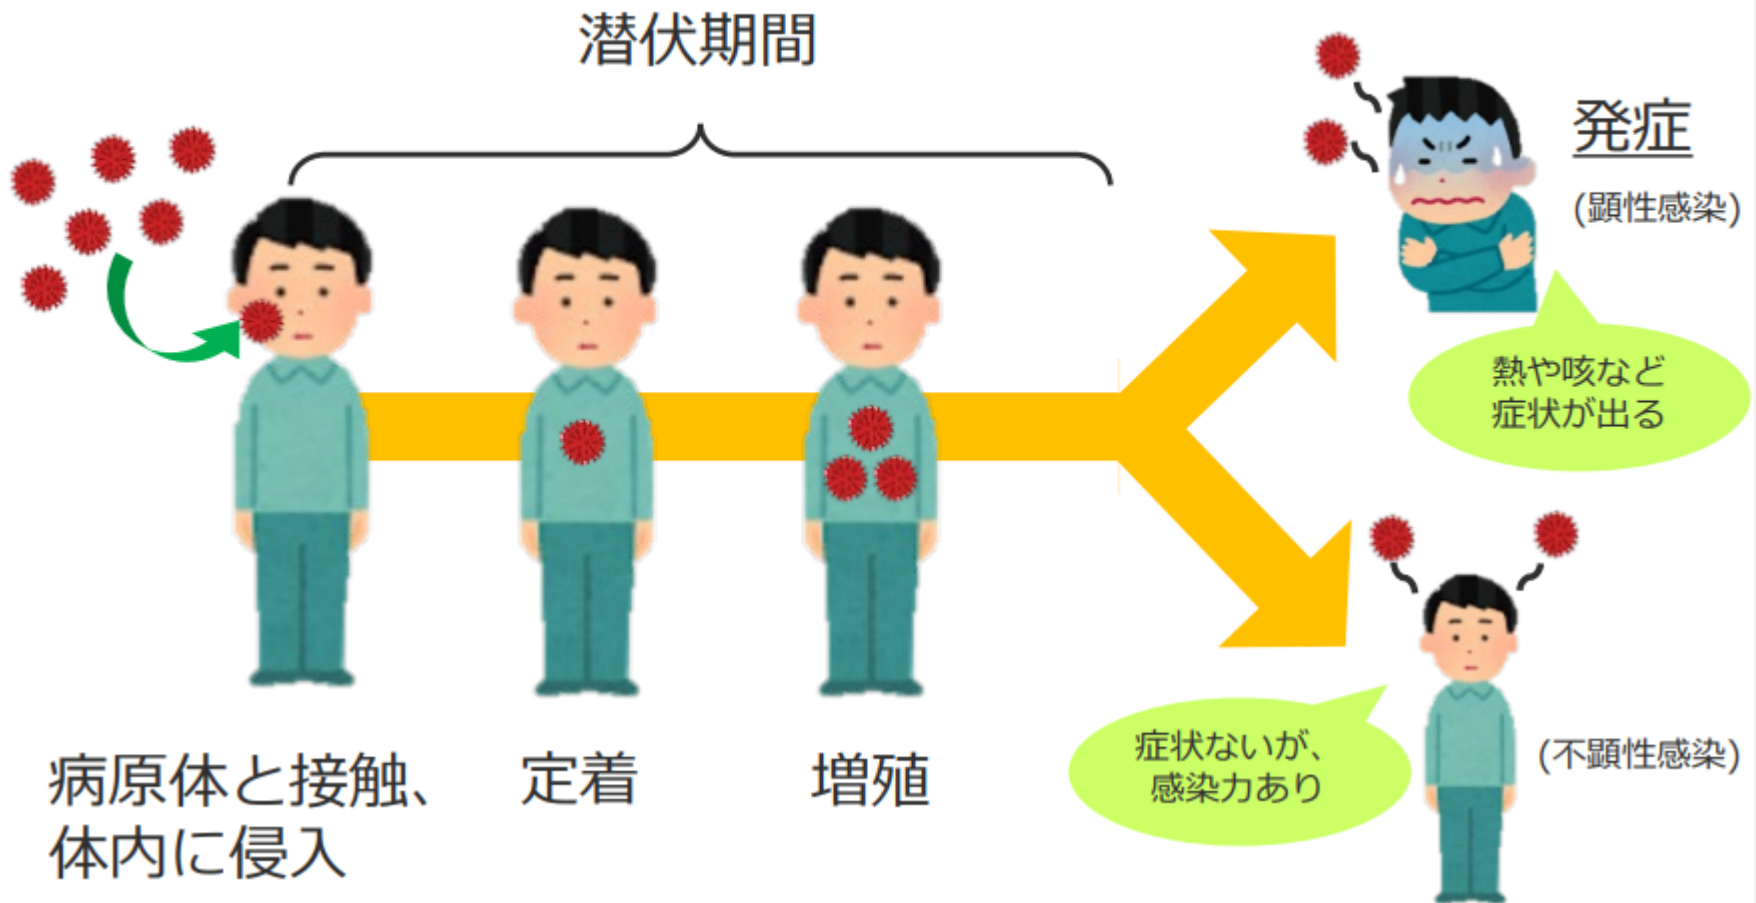 潜伏期間
発症
(顕性感染)
熱や咳など
症状が出る
症状ないが、
感染力あり
(不顕性感染)
病原体と接触、
体内に侵入
定着
増殖